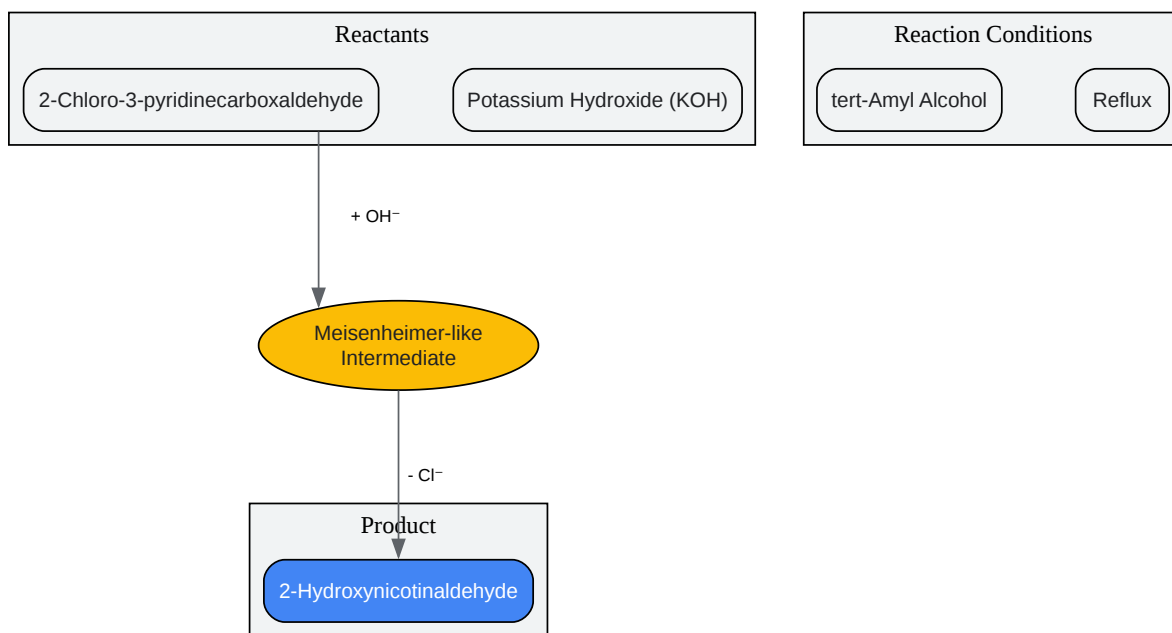 Reactants
2-Chloro-3-pyridinecarboxaldehyde
Potassium Hydroxide (KOH)
Reaction Conditions
tert-Amyl Alcohol
Reflux
+ OH⁻
Meisenheimer-like
Intermediate
- Cl⁻
Product
2-Hydroxynicotinaldehyde